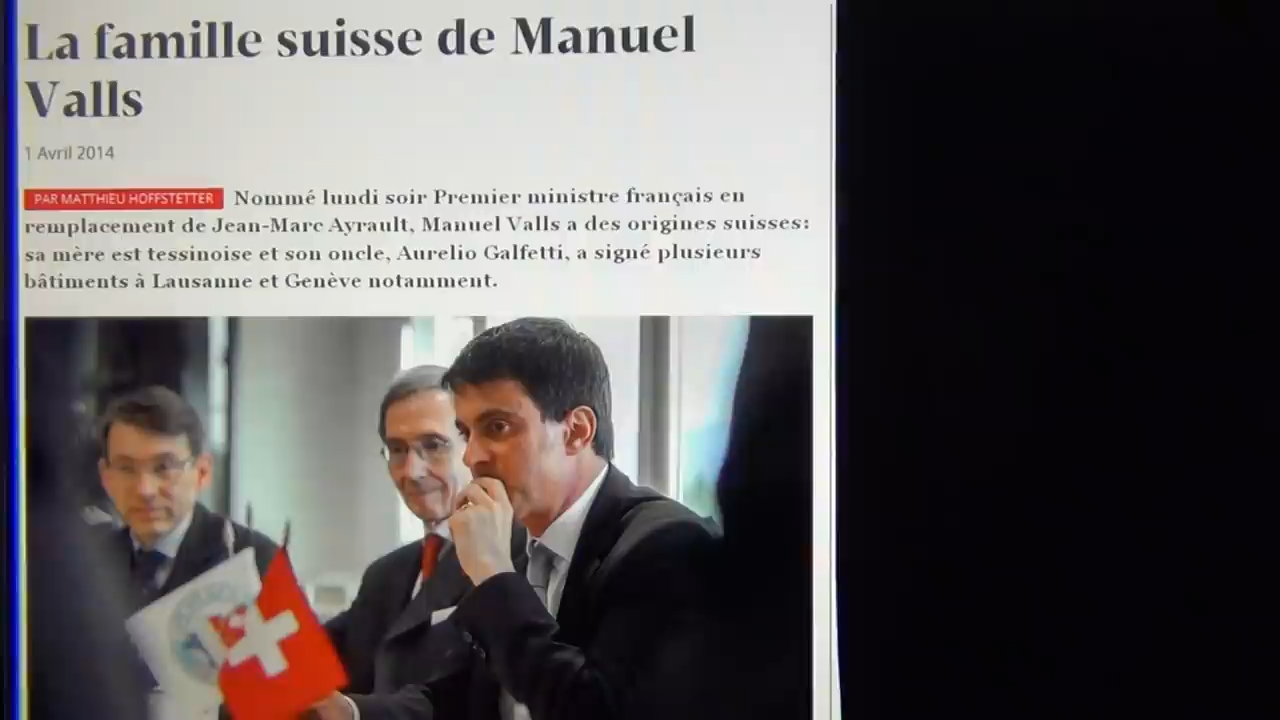 La famille suisse de Manuel
Valls
1 Avril 2014
PAR MATTHIEU HOFFSTETTER Nommé lundi soir Premier ministre français en
remplacement de Jean-Marc Ayrault, Manuel Valls a des origines suisses:
sa mère est tessinoise et son oncle, Aurelio Galfetti, a signé plusieurs
bâtiments à Lausanne et Genève notamment.